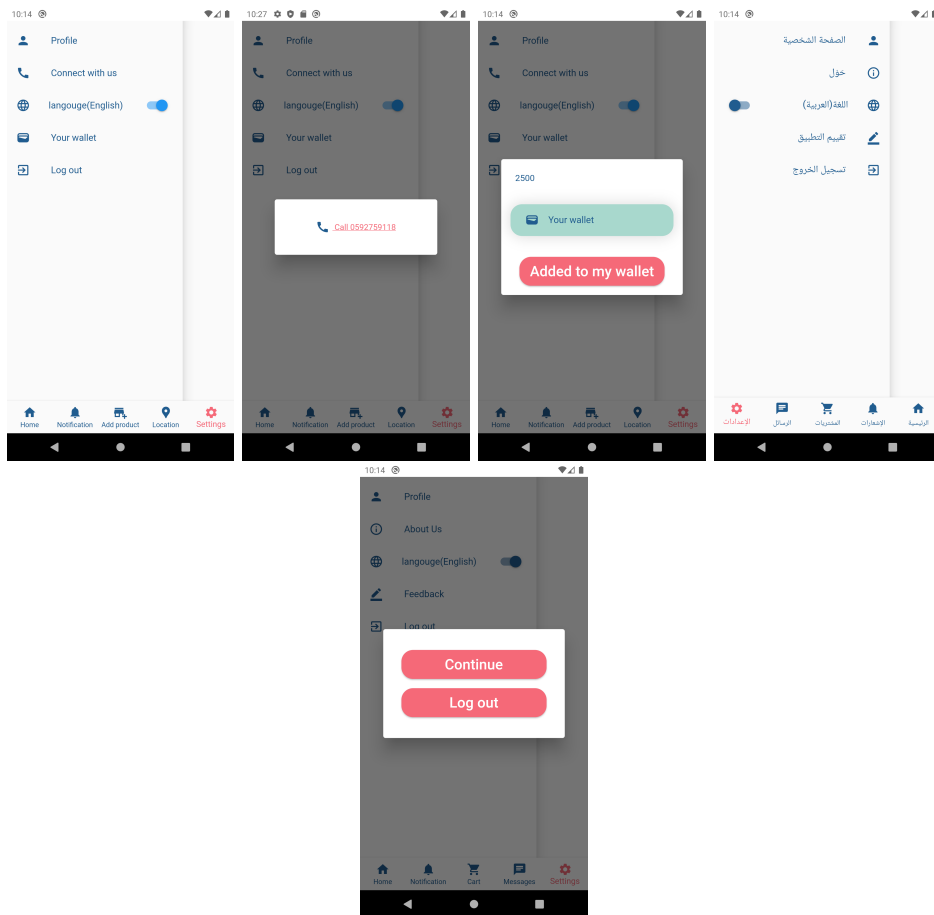 10:14
Profile
Connect with us
langouge(English)
Your wallet
Log out
Home Notification Add product Location Settings
10:27
Profile
Connect with us
langouge(English)
Your wallet
Log out
Call 0592759118
Home Notification Add product Location Settings
10:14
Profile
Connect with us
langouge(English)
Your wallet
2500
Your wallet
Added to my wallet
Home Notification Add product Location Settings
10:14
الصفحة الشخصية
حَوْل
اللغة(العربية)
تقييم التطبيق
تسجيل الخروج
الرئيسية الإشعارات المشتريات الرسائل الإعدادات
10:14
Profile
About Us
langouge(English)
Feedback
Log out
Continue
Log out
Home Notification Cart Messages Settings